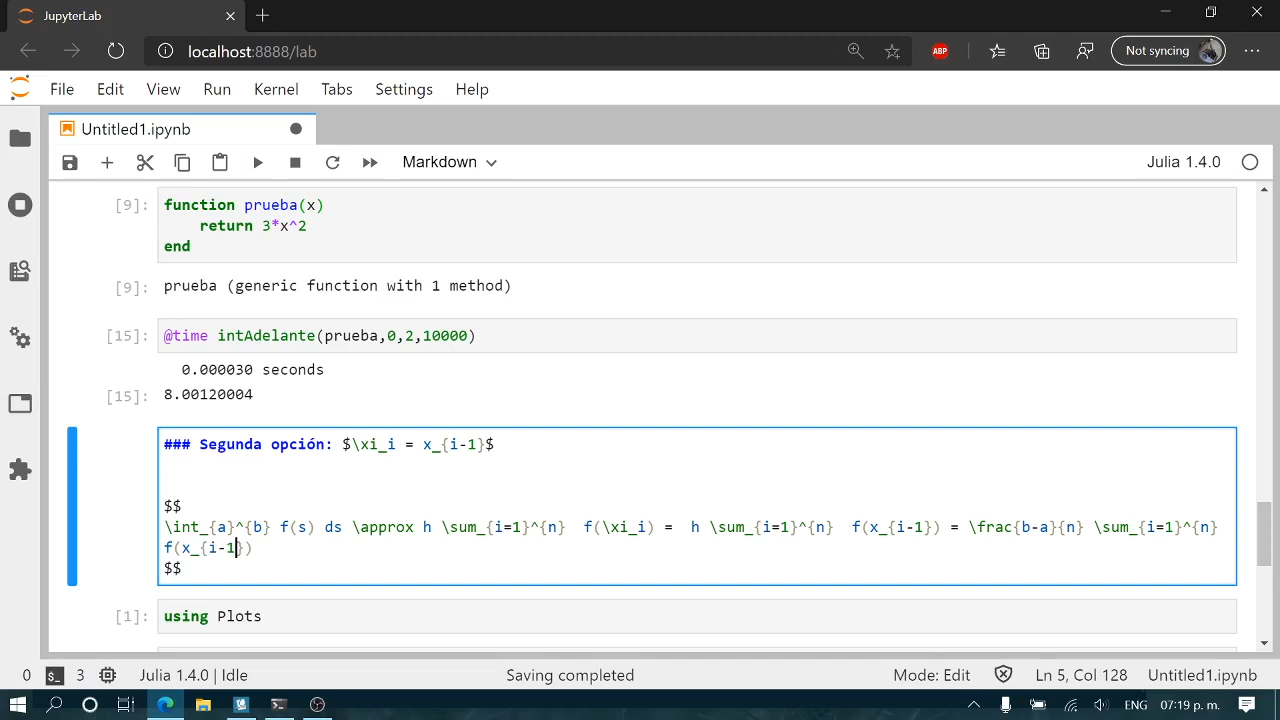 JupyterLab
localhost:8888/lab
ABP
Not syncing
File Edit View Run Kernel Tabs Settings Help
Untitled1.ipynb
Markdown
Julia 1.4.0
[9]: function prueba(x)
return 3*x^2
end
[9]: prueba (generic function with 1 method)
[15]: @time intAdelante(prueba,0,2,10000)
0.000030 seconds
[15]: 8.00120004
### Segunda opción: $\xi_i = x_{i-1}$
$$
\int_{a}^{b} f(s) ds \approx h \sum_{i=1}^{n}  f(\xi_i) =  h \sum_{i=1}^{n}  f(x_{i-1}) = \frac{b-a}{n} \sum_{i=1}^{n}
f(x_{i-1})
$$
[1]: using Plots
0 $_ 3 Julia 1.4.0 | Idle Saving completed Mode: Edit Ln 5, Col 128 Untitled1.ipynb
ENG 07:19 p. m.